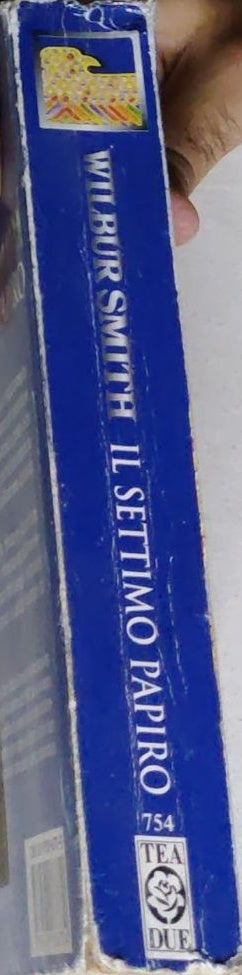 WILBUR SMITH IL SETTIMO PAPIRO
754
TEA
DUE